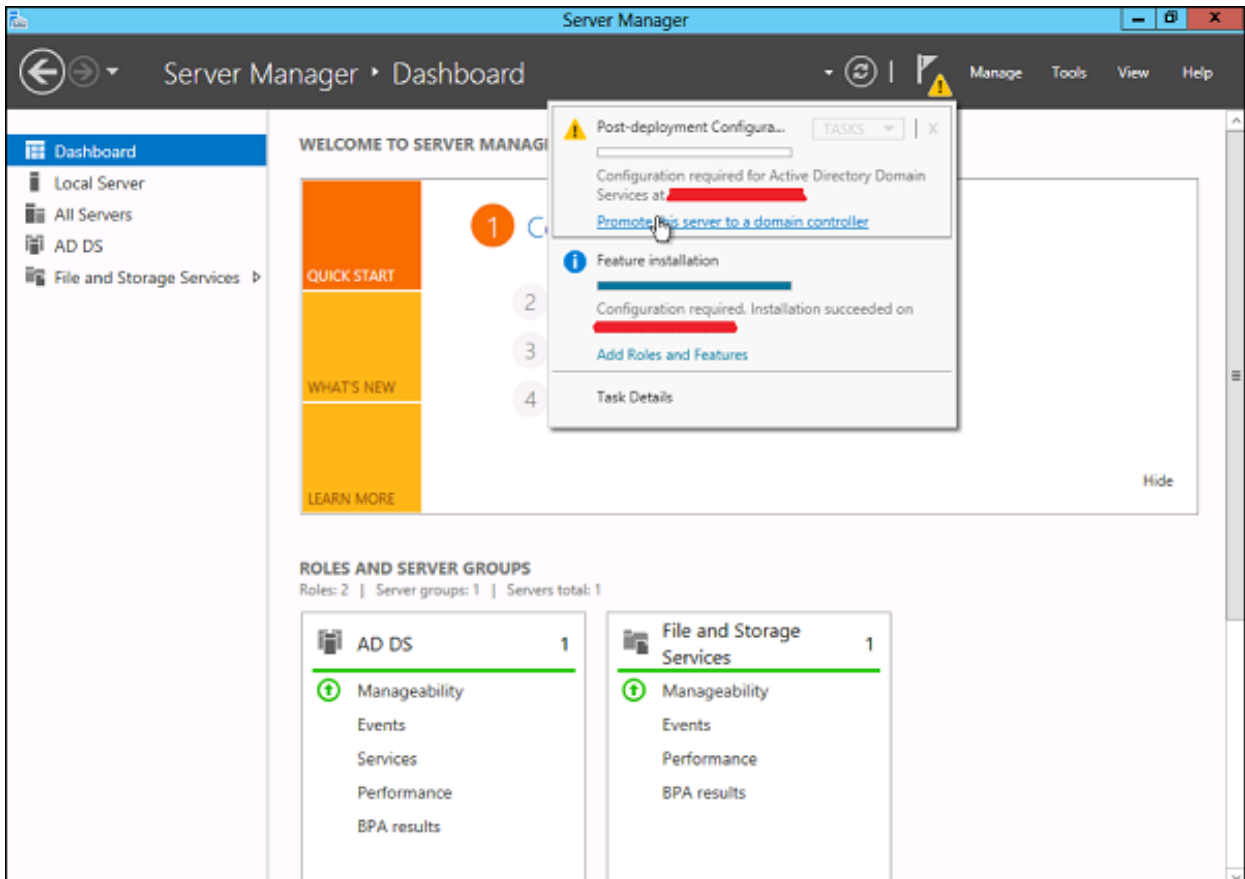 Server Manager
Server Manager • Dashboard
Manage Tools View Help
Dashboard
Local Server
All Servers
AD DS
File and Storage Services
WELCOME TO SERVER MANAG
QUICK START
WHAT'S NEW
LEARN MORE
1
2
3
4
Post-deployment Configura... TASKS X
Configuration required for Active Directory Domain
Services at
Promote this server to a domain controller
Feature installation
Configuration required. Installation succeeded on
Add Roles and Features
Task Details
Hide
ROLES AND SERVER GROUPS
Roles: 2 | Server groups: 1 | Servers total: 1
AD DS 1
Manageability
Events
Services
Performance
BPA results
File and Storage
Services 1
Manageability
Events
Performance
BPA results